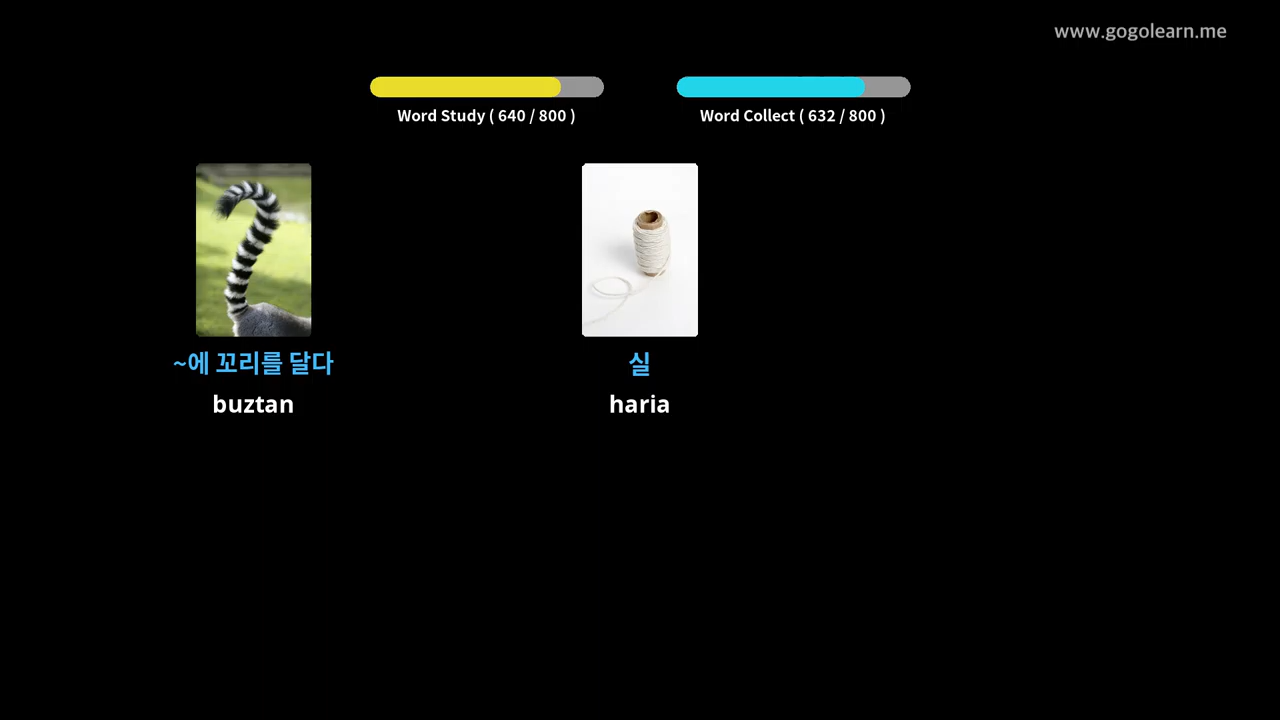 www.gogolearn.me
Word Study ( 640 / 800 )
Word Collect ( 632 / 800 )
~에 꼬리를 달다
buztan
실
haria